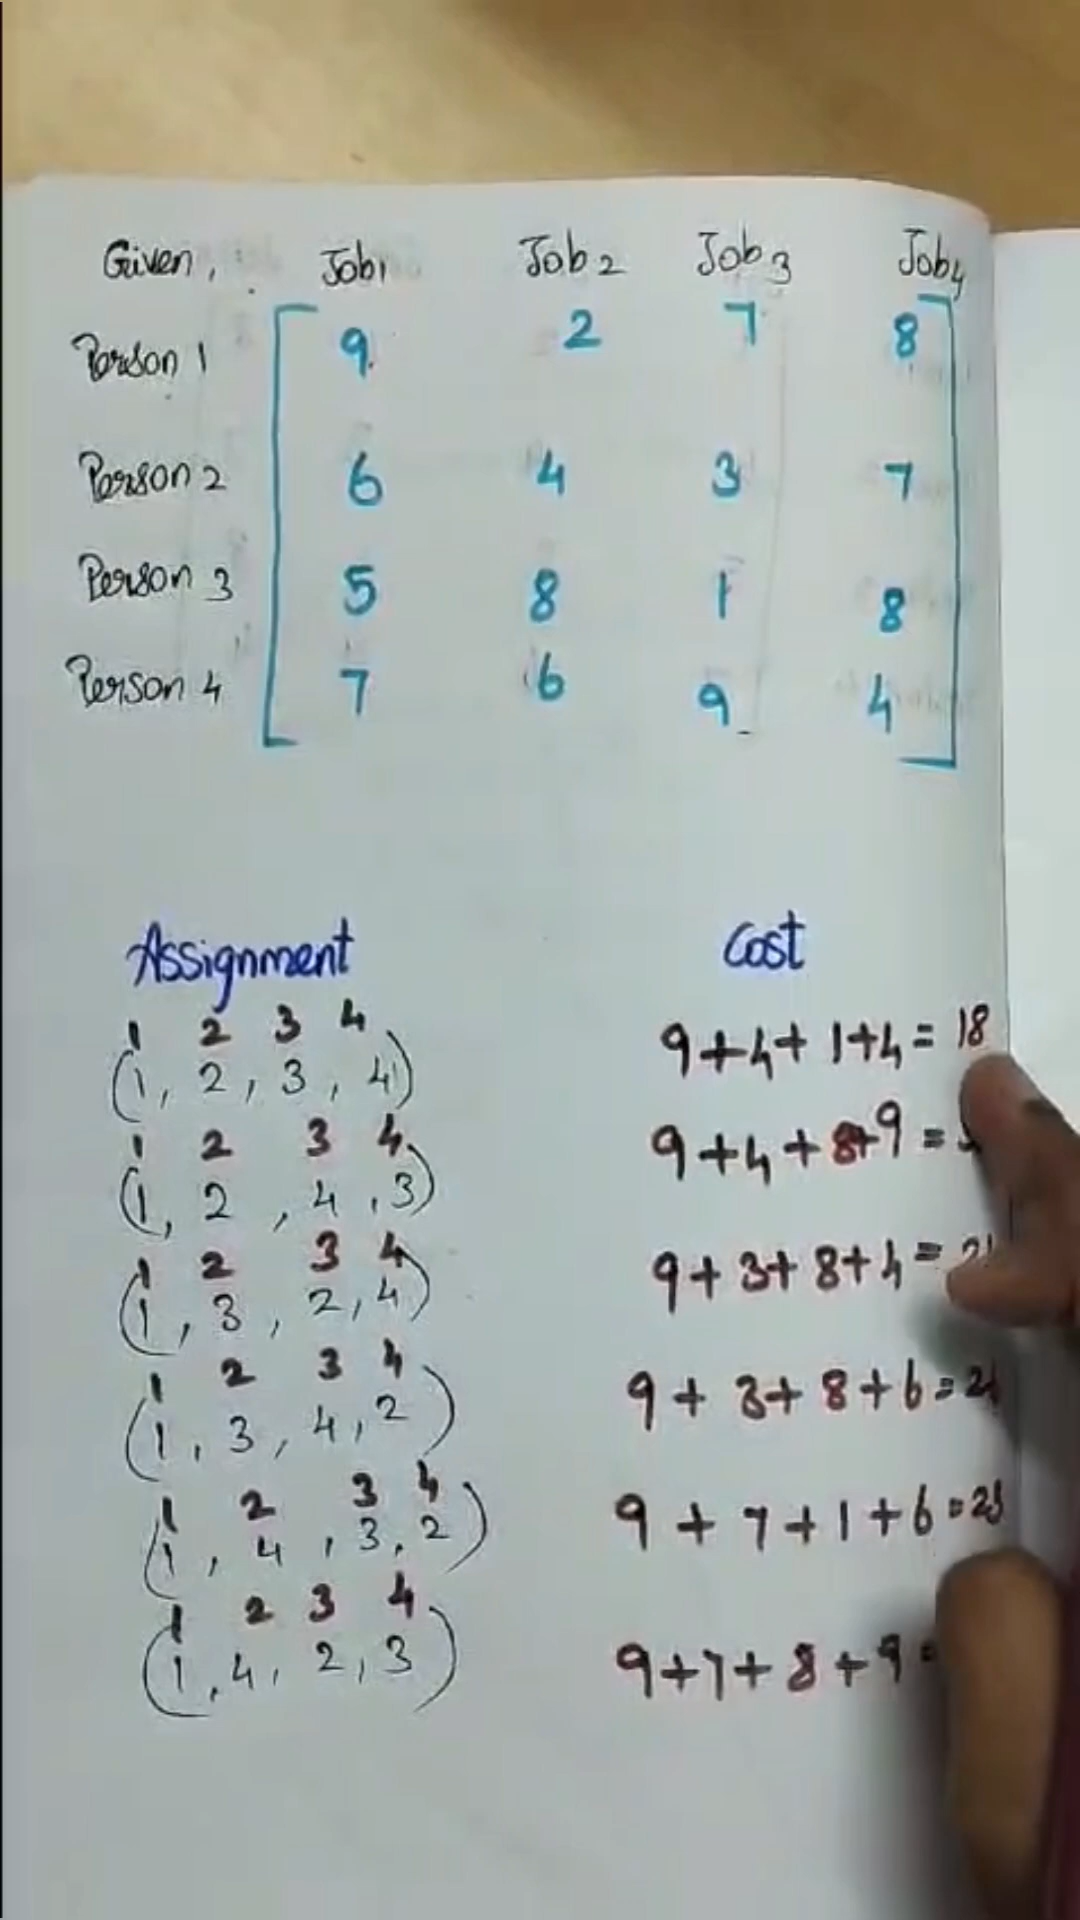 Given, Job1 Job2 Job3 Job4
Person 1 9 2 7 8
Person 2 6 4 3 7
Person 3 5 8 1 8
Person 4 7 6 9 4
Assignment Cost
1 2 3 4
(1, 2, 3, 4) 9+4+1+4=18
1 2 3 4
(1, 2, 4, 3) 9+4+8+9=
1 2 3 4
(1, 3, 2, 4) 9+3+8+4=
1 2 3 4
(1, 3, 4, 2) 9+3+8+6=
1 2 3 4
(1, 4, 3, 2) 9+7+1+6=23
1 2 3 4
(1, 4, 2, 3) 9+7+8+9=